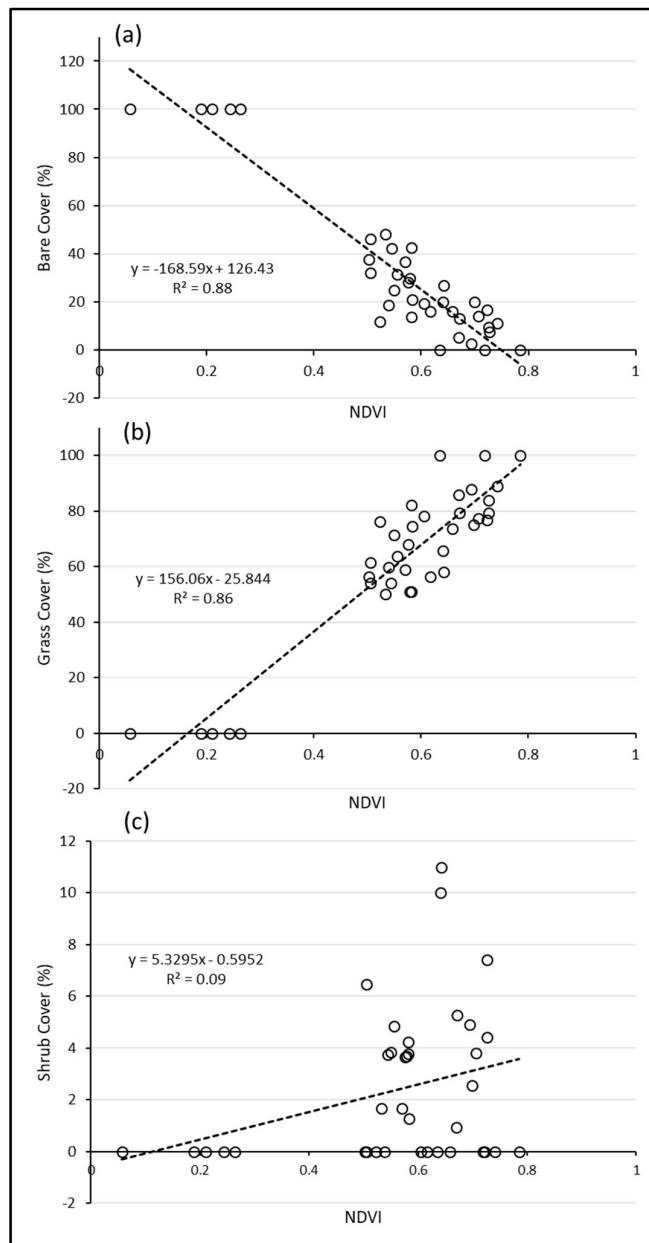 (a)
120
100
80
60
40
20
0
-20
Bare Cover (%)
y = -168.59x + 126.43
R² = 0.88
0 0.2 0.4 0.6 0.8 1
NDVI
(b)
100
80
60
40
20
0
-20
Grass Cover (%)
y = 156.06x - 25.844
R² = 0.86
0 0.2 0.4 0.6 0.8 1
NDVI
(c)
12
10
8
6
4
2
0
-2
Shrub Cover (%)
y = 5.3295x - 0.5952
R² = 0.09
0 0.2 0.4 0.6 0.8 1
NDVI